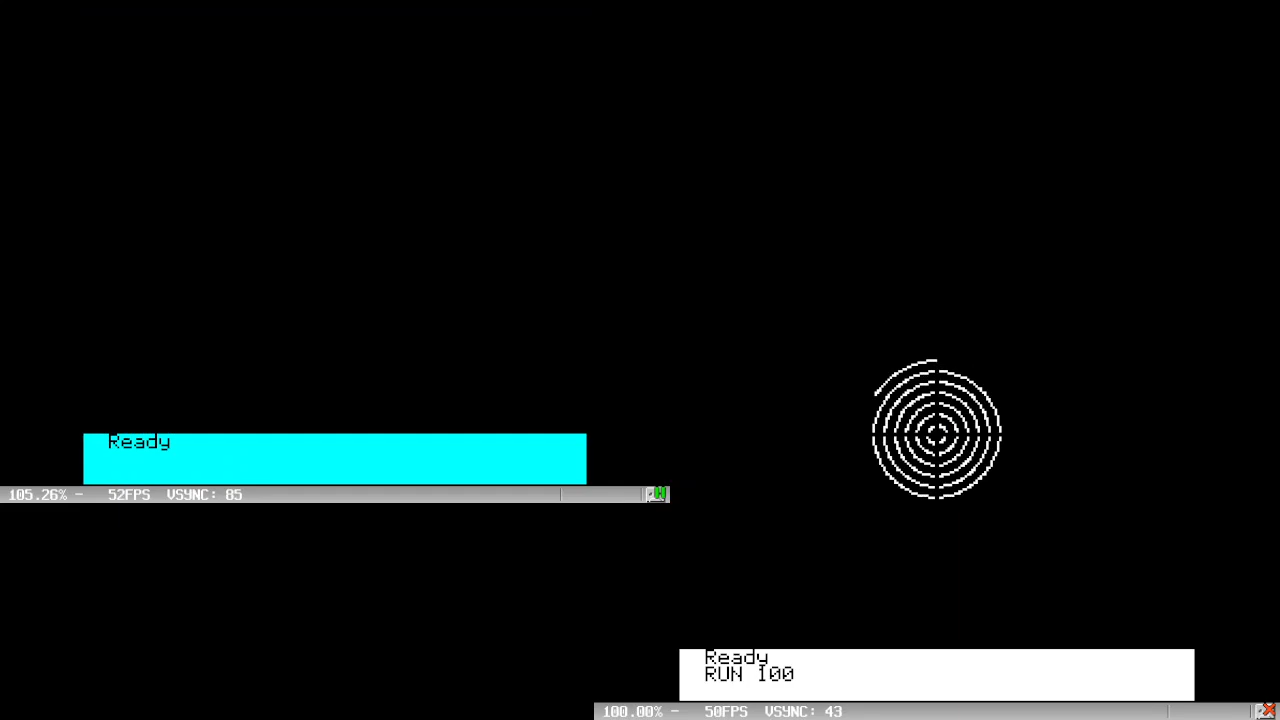 Ready
105.26% - 52FPS VSYNC: 85
Ready
RUN 100
100.00% - 50FPS VSYNC: 43